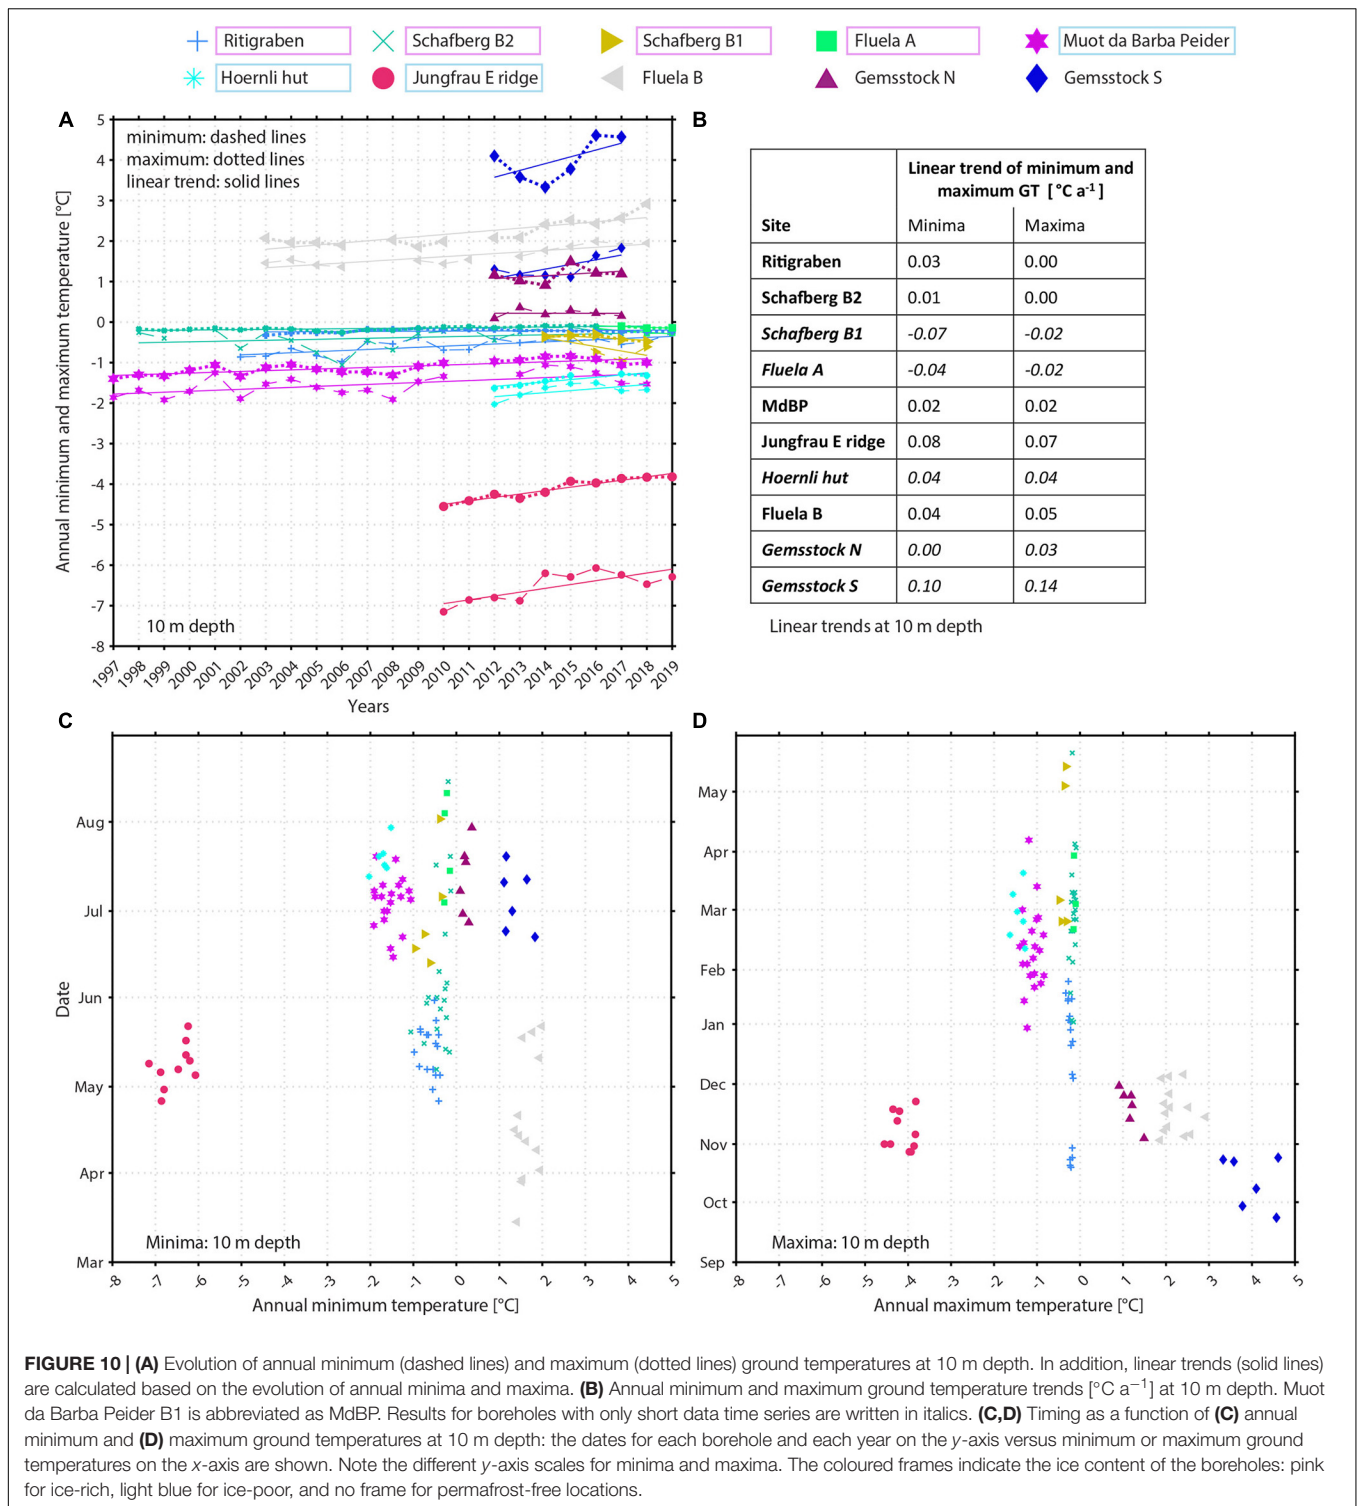 Ritigraben
Schafberg B2
Schafberg B1
Fluela A
Muot da Barba Peider
Hoernli hut
Jungfrau E ridge
Fluela B
Gemsstock N
Gemsstock S
A
minimum: dashed lines
maximum: dotted lines
linear trend: solid lines
Annual minimum and maximum temperature [°C]
5
4
3
2
1
0
-1
-2
-3
-4
-5
-6
-7
-8
10 m depth
1997
1998
1999
2000
2001
2002
2003
2004
2005
2006
2007
2008
2009
2010
2011
2012
2013
2014
2015
2016
2017
2018
2019
Years
B
Linear trend of minimum and
maximum GT [ °C a-1 ]
Site Minima Maxima
Ritigraben 0.03 0.00
Schafberg B2 0.01 0.00
Schafberg B1 -0.07 -0.02
Fluela A -0.04 -0.02
MdBP 0.02 0.02
Jungfrau E ridge 0.08 0.07
Hoernli hut 0.04 0.04
Fluela B 0.04 0.05
Gemsstock N 0.00 0.03
Gemsstock S 0.10 0.14
Linear trends at 10 m depth
C
Date
Aug
Jul
Jun
May
Apr
Mar
Minima: 10 m depth
-8 -7 -6 -5 -4 -3 -2 -1 0 1 2 3 4 5
Annual minimum temperature [°C]
D
May
Apr
Mar
Feb
Jan
Dec
Nov
Oct
Sep
Maxima: 10 m depth
-8 -7 -6 -5 -4 -3 -2 -1 0 1 2 3 4 5
Annual maximum temperature [°C]
FIGURE 10 | (A) Evolution of annual minimum (dashed lines) and maximum (dotted lines) ground temperatures at 10 m depth. In addition, linear trends (solid lines)
are calculated based on the evolution of annual minima and maxima. (B) Annual minimum and maximum ground temperature trends [°C a−1] at 10 m depth. Muot
da Barba Peider B1 is abbreviated as MdBP. Results for boreholes with only short data time series are written in italics. (C,D) Timing as a function of (C) annual
minimum and (D) maximum ground temperatures at 10 m depth: the dates for each borehole and each year on the y-axis versus minimum or maximum ground
temperatures on the x-axis are shown. Note the different y-axis scales for minima and maxima. The coloured frames indicate the ice content of the boreholes: pink
for ice-rich, light blue for ice-poor, and no frame for permafrost-free locations.